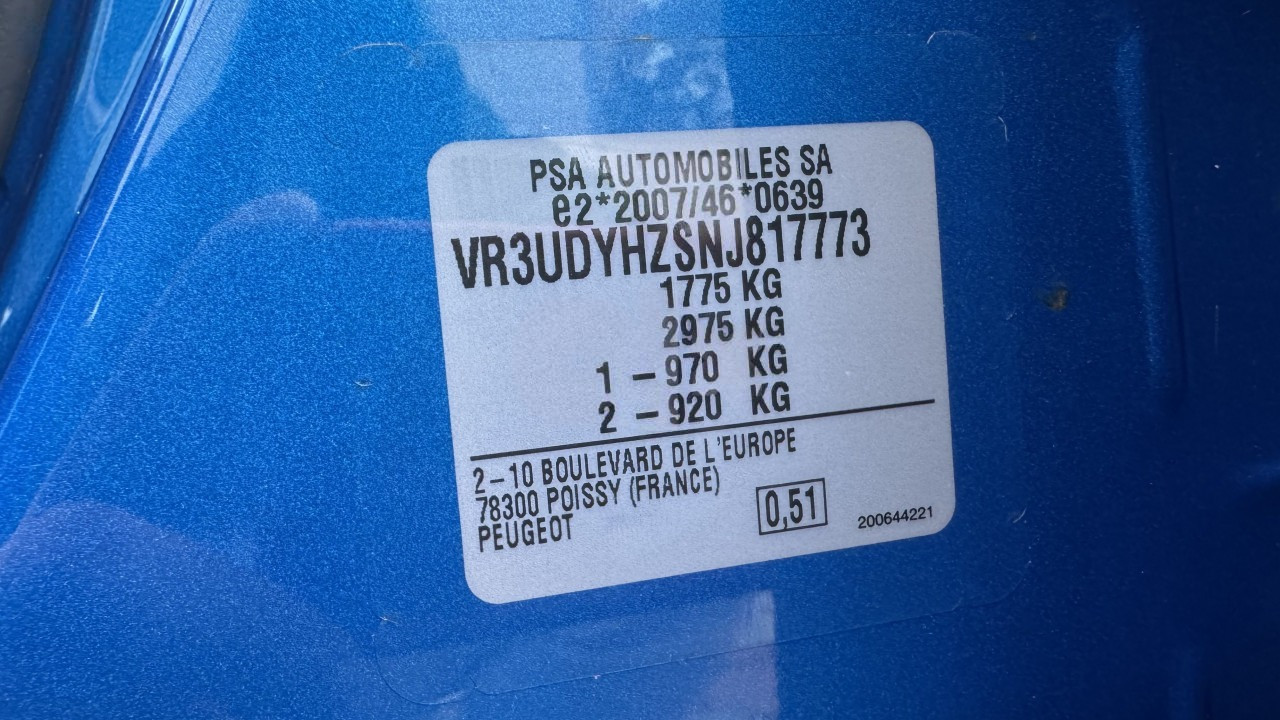 PSA AUTOMOBILES SA
e2*2007/46*0639
VR3UDYHZSNJ817773
1775 KG
2975 KG
1 – 970 KG
2 – 920 KG
2–10 BOULEVARD DE L'EUROPE
78300 POISSY (FRANCE)
PEUGEOT
0,51
200644221